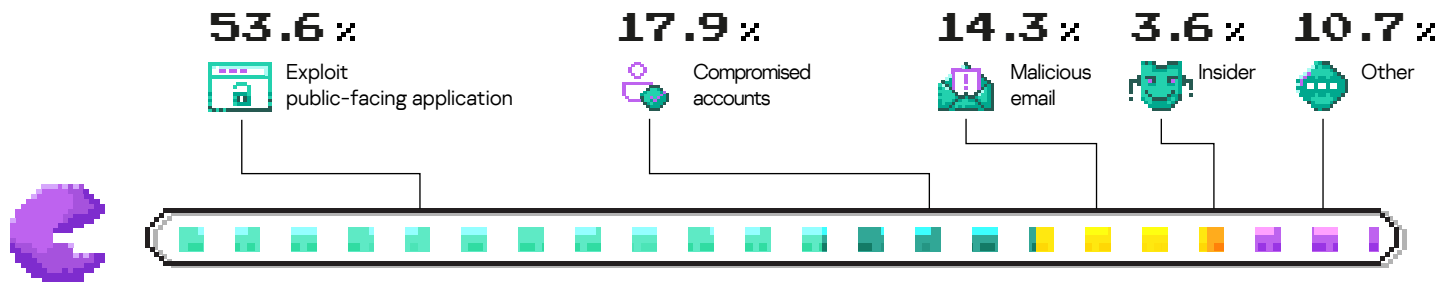 53.6 %
Exploit
public-facing application
17.9 %
Compromised
accounts
14.3 %
Malicious
email
3.6 %
Insider
10.7 %
Other